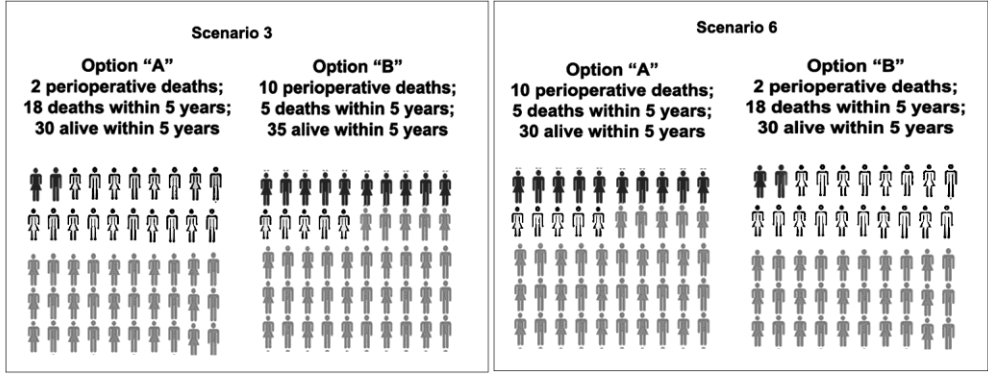 Scenario 3
Option “A”
2 perioperative deaths;
18 deaths within 5 years;
30 alive within 5 years
Option “B”
10 perioperative deaths;
5 deaths within 5 years;
35 alive within 5 years
Scenario 6
Option “A”
10 perioperative deaths;
5 deaths within 5 years;
30 alive within 5 years
Option “B”
2 perioperative deaths;
18 deaths within 5 years;
30 alive within 5 years